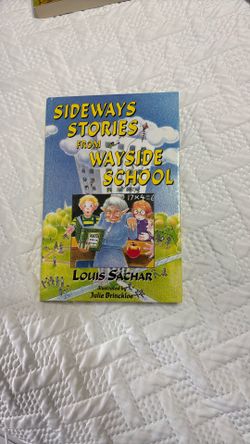 SIDEWAYS
STORIES
FROM
WAYSIDE
SCHOOL
LOUIS SACHAR
Illustrated by
Julie Brinckloe